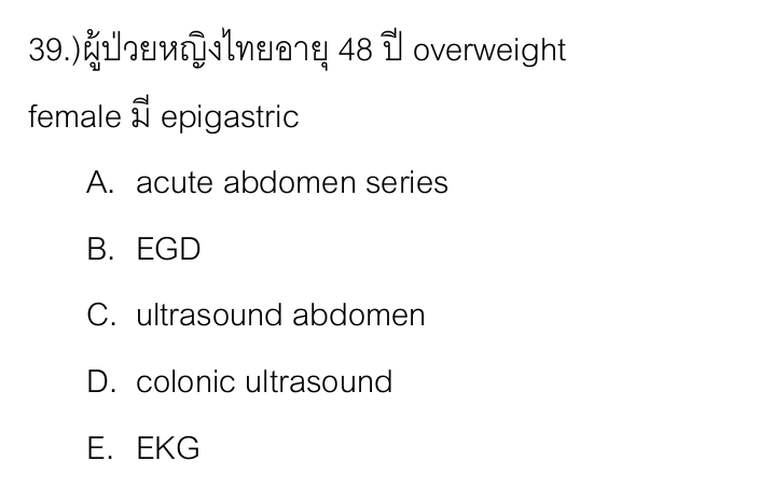 39.)ผู้ป่วยหญิงไทยอายุ 48 ปี overweight
female มี epigastric
A. acute abdomen series
B. EGD
C. ultrasound abdomen
D. colonic ultrasound
E. EKG